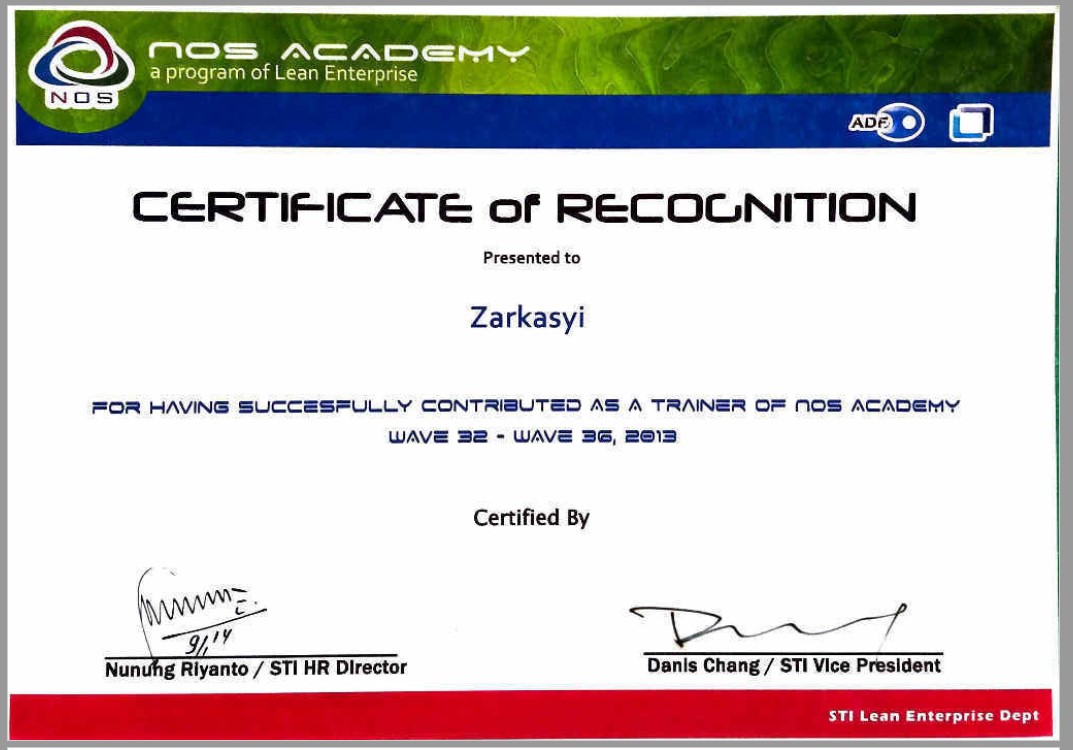 NOS ACADEMY
a program of Lean Enterprise
NOS
ADF
CERTIFICATE of RECOGNITION
Presented to
Zarkasyi
FOR HAVING SUCCESFULLY CONTRIBUTED AS A TRAINER OF NOS ACADEMY
WAVE 32 - WAVE 36, 2013
Certified By
9/1 14
Nunung Riyanto / STI HR Director
Danis Chang / STI Vice President
STI Lean Enterprise Dept